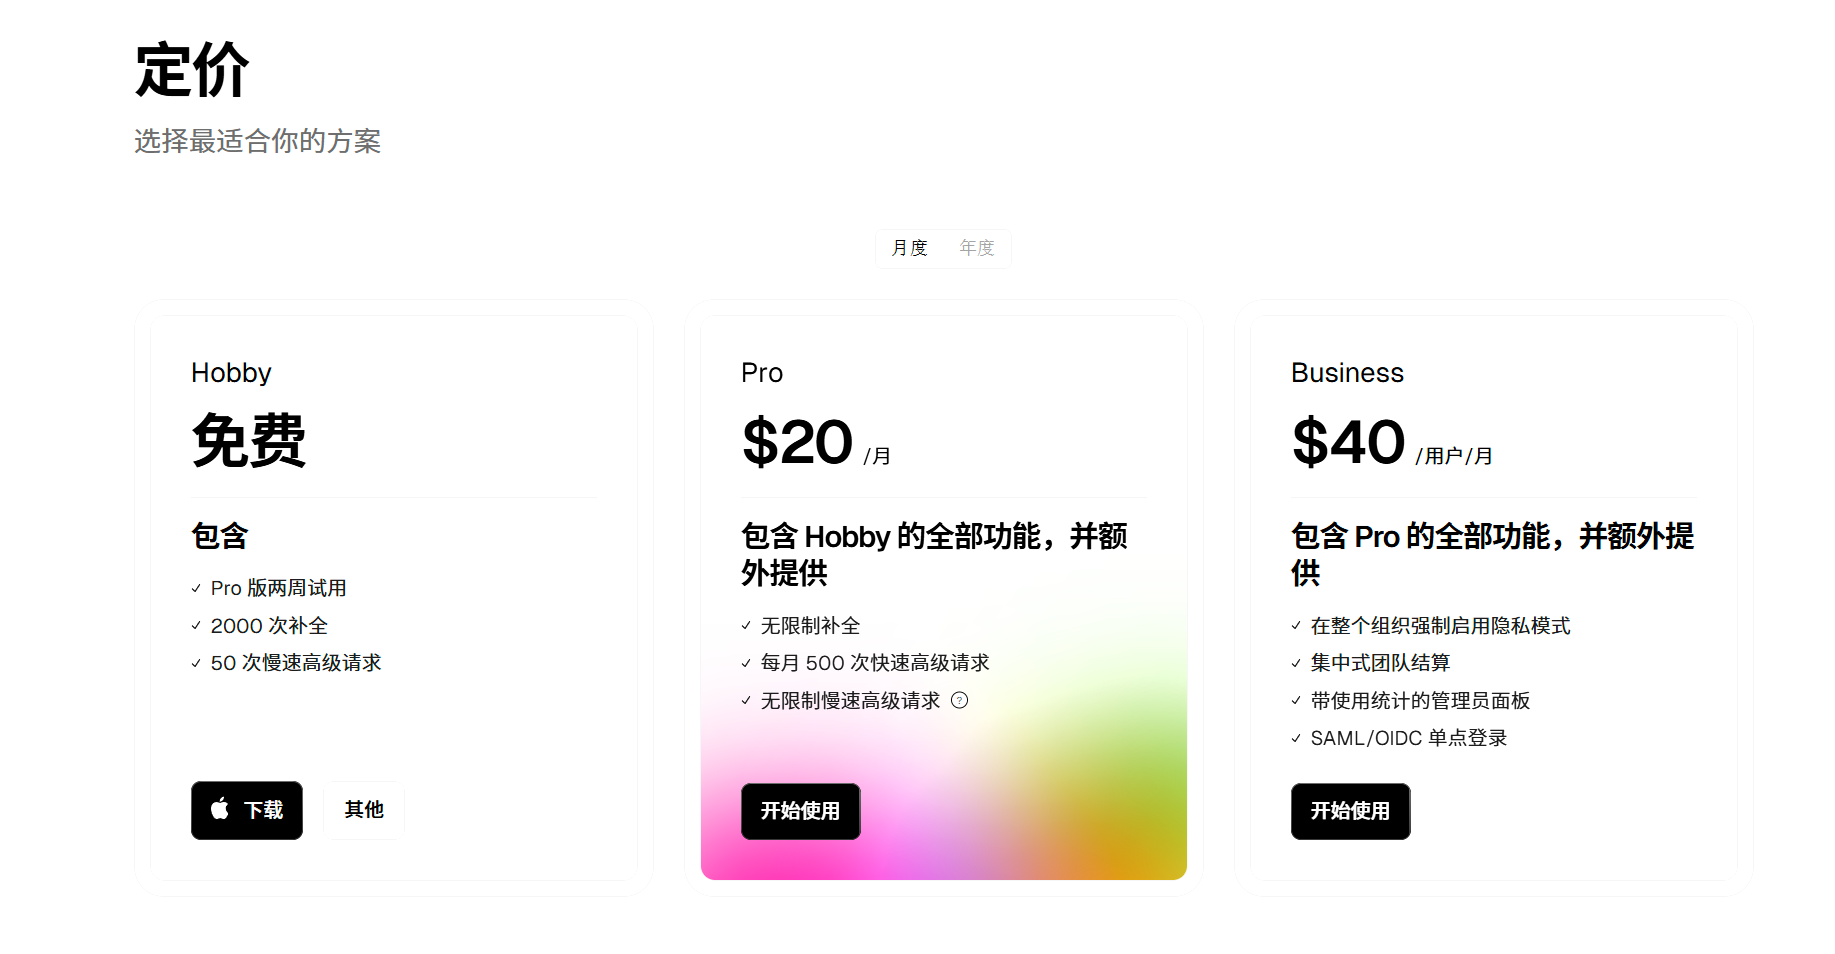 定价
选择最适合你的方案
月度 年度
Hobby
免费
包含
Pro 版两周试用
2000 次补全
50 次慢速高级请求
下载 其他
Pro
$20 /月
包含 Hobby 的全部功能，并额
外提供
无限制补全
每月 500 次快速高级请求
无限制慢速高级请求 ?
开始使用
Business
$40 /用户/月
包含 Pro 的全部功能，并额外提
供
在整个组织强制启用隐私模式
集中式团队结算
带使用统计的管理员面板
SAML/OIDC 单点登录
开始使用